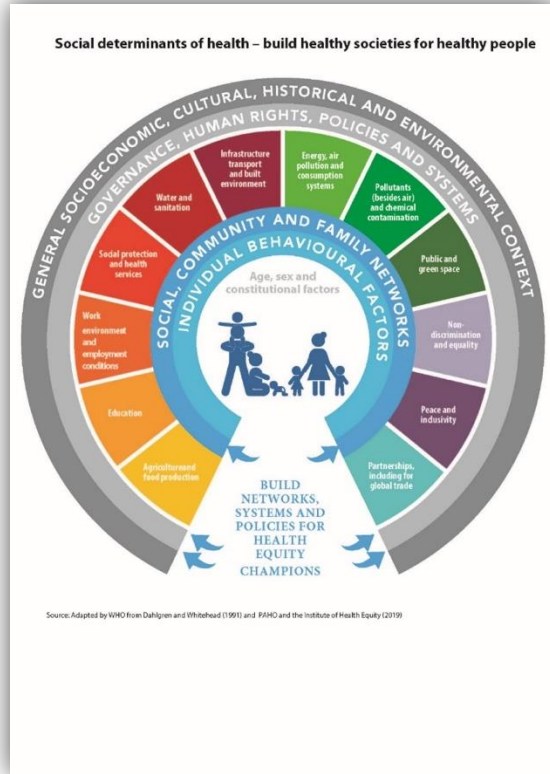 Social determinants of health – build healthy societies for healthy people
GENERAL SOCIOECONOMIC, CULTURAL, HISTORICAL AND ENVIRONMENTAL CONTEXT
GOVERNANCE, HUMAN RIGHTS, POLICIES AND SYSTEMS
Agriculture and
food production
Education
Work
environment
and
employment
conditions
Social protection
and health
services
Water and
sanitation
Infrastructure
transport
and built
environment
Energy, air
pollution and
consumption
systems
Pollutants
(besides air)
and chemical
contamination
Public and
green space
Non-
discrimination
and equality
Peace and
indusivity
Partnerships,
including for
global trade
SOCIAL, COMMUNITY AND FAMILY NETWORKS
INDIVIDUAL BEHAVIOURAL FACTORS
Age, sex and
constitutional factors
BUILD
NETWORKS,
SYSTEMS AND
POLICIES FOR
HEALTH
EQUITY
CHAMPIONS
Source: Adapted by WHO from Dahlgren and Whitehead (1991) and PAHO and the Institute of Health Equity (2019)